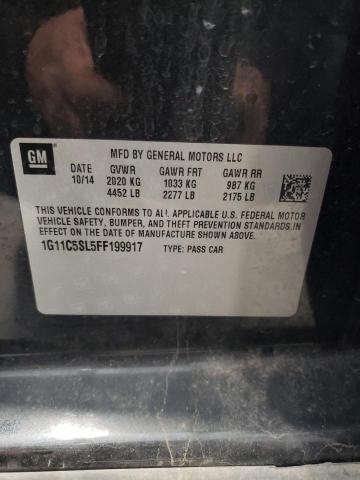 GM
MFD BY GENERAL MOTORS LLC
DATE GVWR GAWR FRT GAWR RR
10/14 2020 KG 1033 KG 987 KG
4452 LB 2277 LB 2175 LB
THIS VEHICLE CONFORMS TO ALL APPLICABLE U.S. FEDERAL MOTOR
VEHICLE SAFETY, BUMPER, AND THEFT PREVENTION STANDARDS IN
EFFECT ON THE DATE OF MANUFACTURE SHOWN ABOVE.
1G11C5SL5FF199917 TYPE: PASS CAR